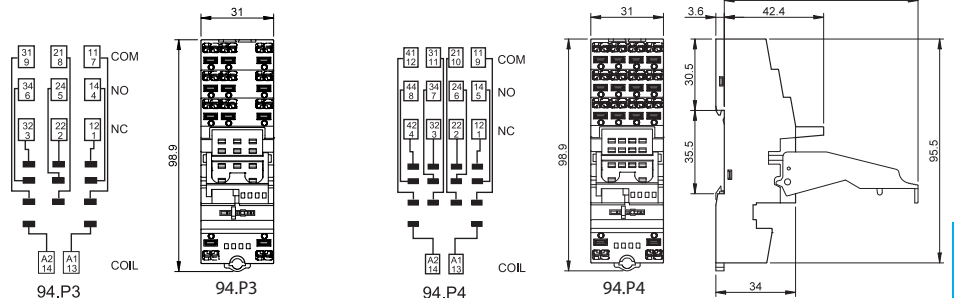 31 31 3.6 42.4
31 21 11 COM
9 8 7
34 24 14 NO
6 5 4
32 22 12 NC
3 2 1
A2 A1 COIL
14 13
94.P3
98.9
94.P3
41 31 21 11 COM
12 11 10 9
44 34 24 14 NO
8 7 6 5
42 32 22 12 NC
4 3 2 1
A2 A1 COIL
14 13
94.P4
98.9
94.P4
30.5
35.5
95.5
34